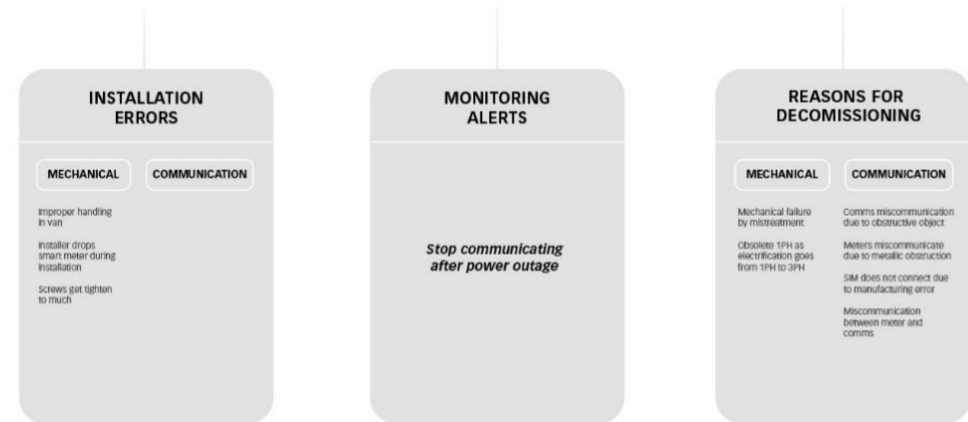 INSTALLATION
ERRORS
MECHANICAL
COMMUNICATION
Improper handling
in van
Installer drops
smart meter during
installation
Screws get tighten
to much
MONITORING
ALERTS
Stop communicating
after power outage
REASONS FOR
DECOMISSIONING
MECHANICAL
COMMUNICATION
Mechanical failure
by mistreatment
Obsolete 1PH as
electrification goes
from 1PH to 3PH
Comms miscommunication
due to obstructive object
Meters miscommunicate
due to metallic obstruction
SIM does not connect due
to manufacturing error
Miscommunication
between meter and
comms